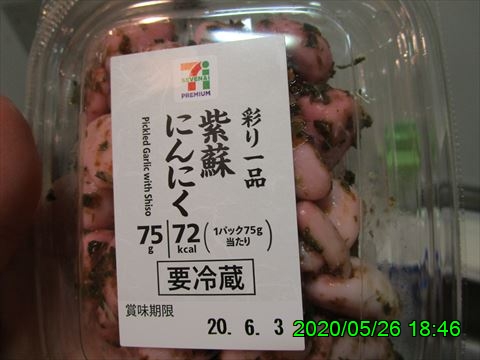 7i
SEVEN&i
PREMIUM
彩り一品
紫蘇
にんにく
Pickled Garlic with Shiso
75g
72kcal
(1パック75g当たり)
要冷蔵
賞味期限
20. 6. 3
2020/05/26 18:46